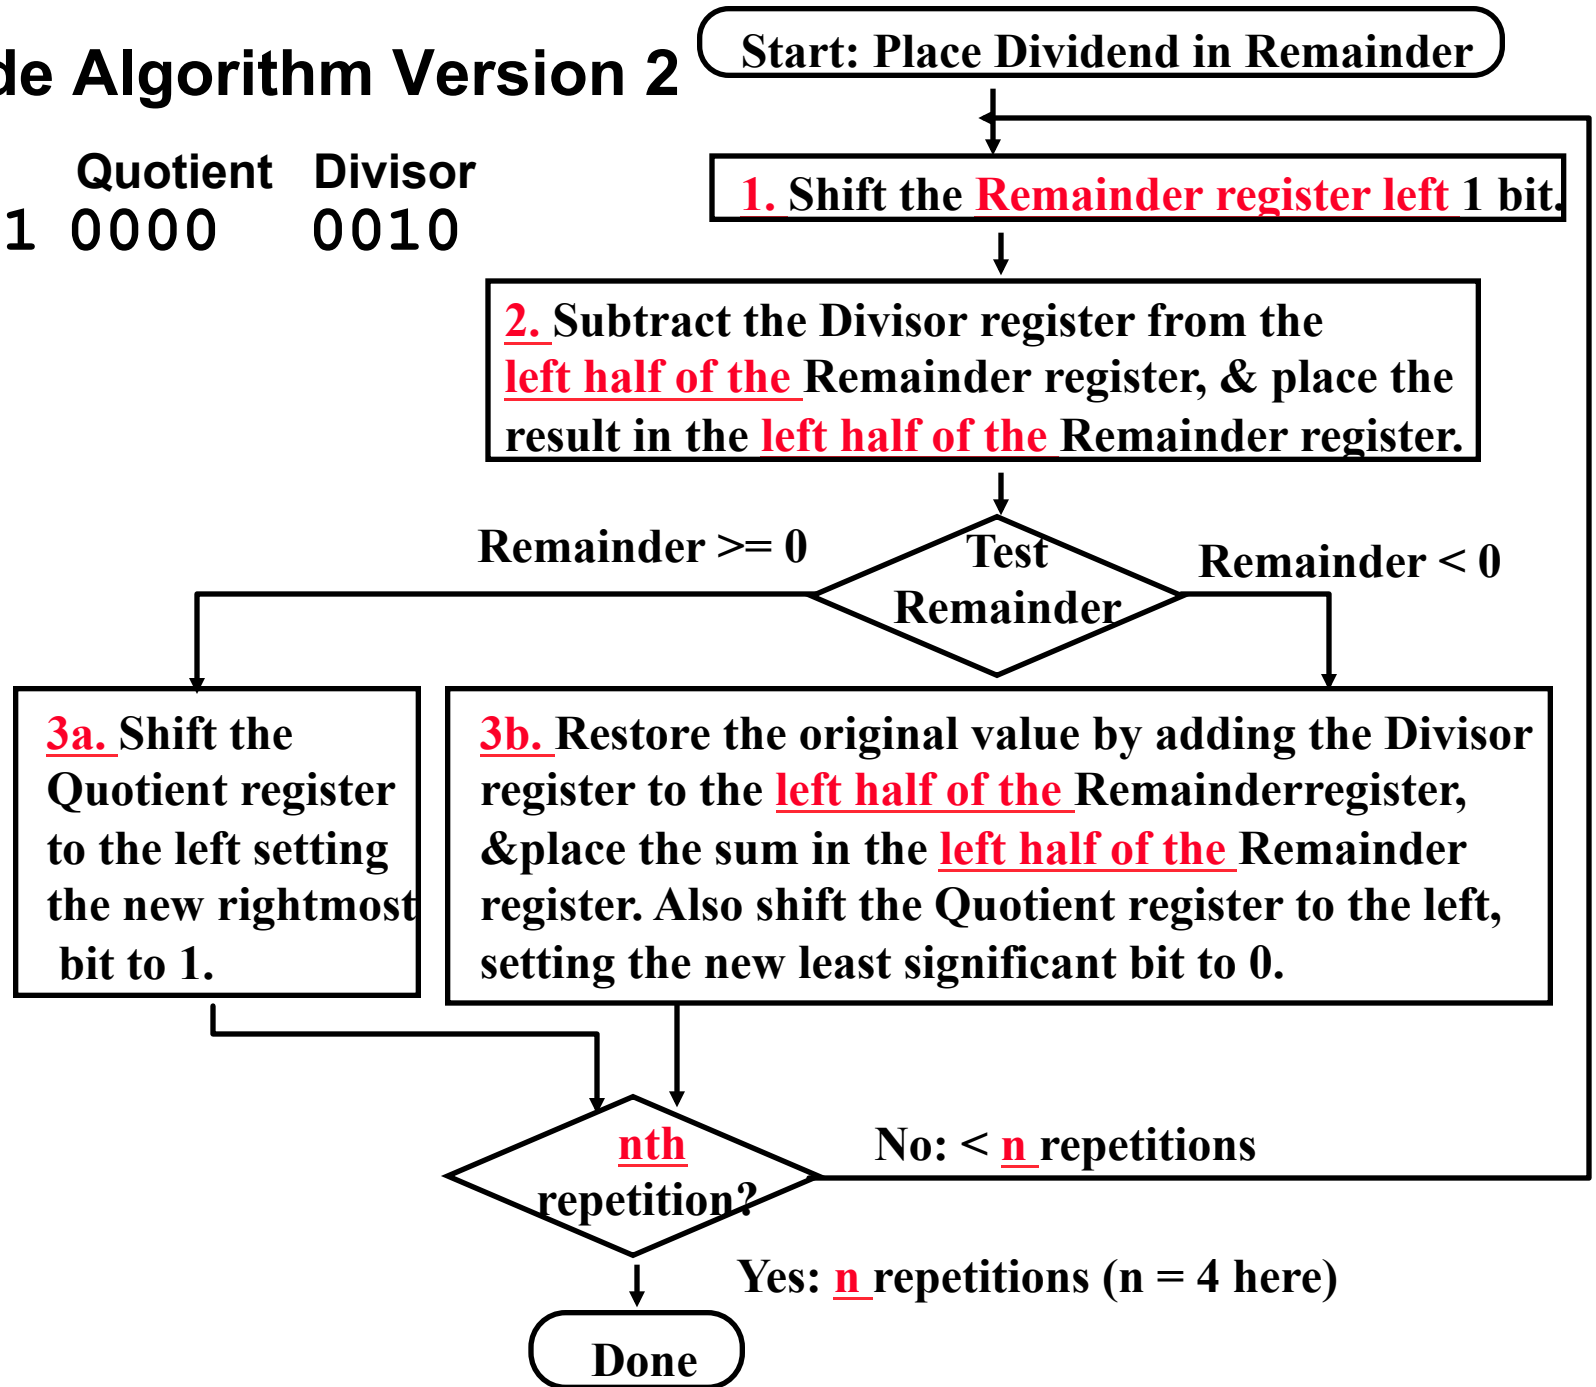 Start: Place Dividend in Remainder
de Algorithm Version 2
Quotient Divisor
1 0000 0010
1. Shift the Remainder register left 1 bit.
2. Subtract the Divisor register from the
left half of the Remainder register, & place the
result in the left half of the Remainder register.
Remainder >= 0
Test
Remainder
Remainder < 0
3a. Shift the
Quotient register
to the left setting
the new rightmost
bit to 1.
3b. Restore the original value by adding the Divisor
register to the left half of the Remainderregister,
&place the sum in the left half of the Remainder
register. Also shift the Quotient register to the left,
setting the new least significant bit to 0.
nth
repetition?
No: < n repetitions
Yes: n repetitions (n = 4 here)
Done